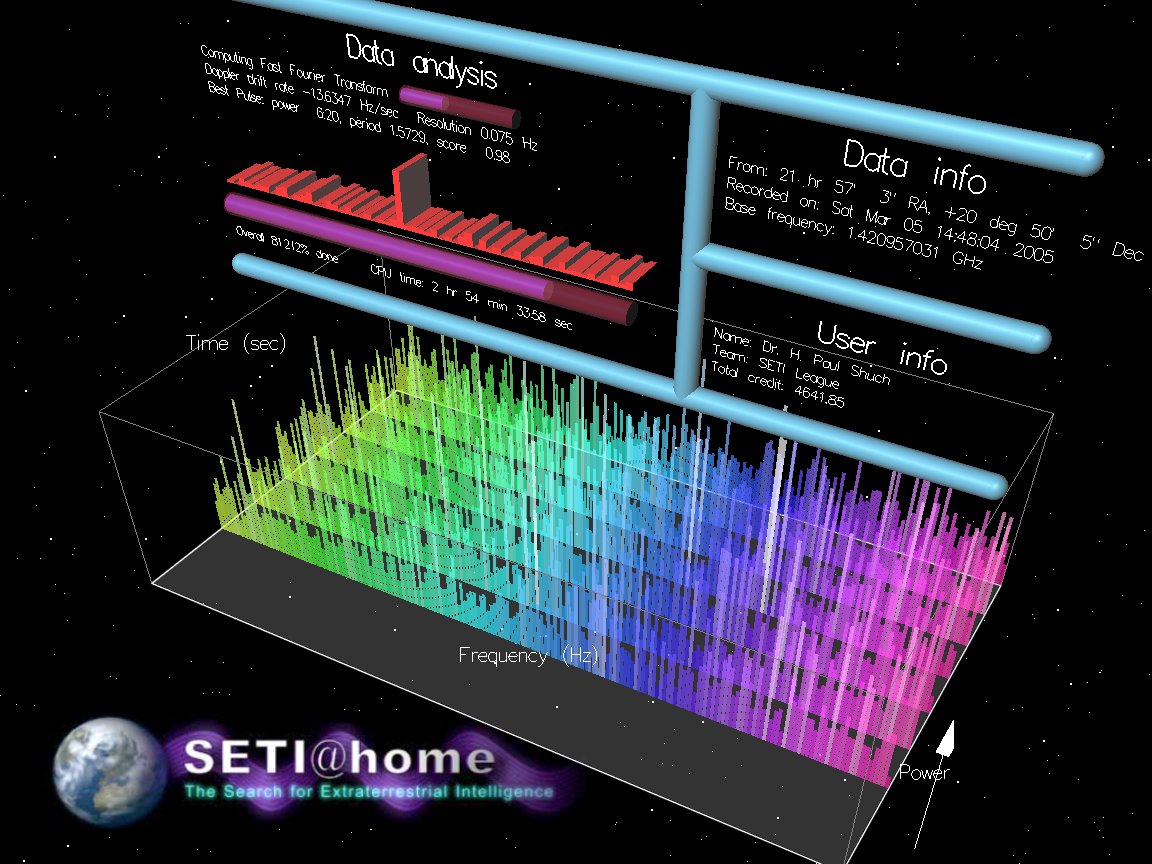 Data analysis
Computing Fast Fourier Transform
Doppler drift rate -13.6347 Hz/sec Resolution 0.075 Hz
Best Pulse: power 6.20, period 1.5729, score 0.98
Overall 81.212% done
CPU time: 2 hr 54 min 33.58 sec
Data info
From: 21 hr 57' 3'' RA, +20 deg 50' 5'' Dec
Recorded on: Sat Mar 05 14:48:04 2005
Base frequency: 1.420957031 GHz
User info
Name: Dr. H. Paul Shuch
Team: SETI League
Total credit: 4641.85
Time (sec)
Frequency (Hz)
Power
SETI@home
The Search for Extraterrestrial Intelligence